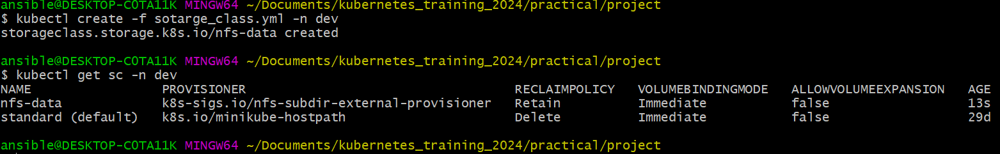 ansible@DESKTOP-COTA11K MINGW64 ~/Documents/kubernetes_training_2024/practical/project
$ kubectl create -f sotarge_class.yml -n dev
storageclass.storage.k8s.io/nfs-data created
ansible@DESKTOP-COTA11K MINGW64 ~/Documents/kubernetes_training_2024/practical/project
$ kubectl get sc -n dev
NAME PROVISIONER RECLAIMPOLICY VOLUMEBINDINGMODE ALLOWVOLUMEEXPANSION AGE
nfs-data k8s-sigs.io/nfs-subdir-external-provisioner Retain Immediate false 13s
standard (default) k8s.io/minikube-hostpath Delete Immediate false 29d
ansible@DESKTOP-COTA11K MINGW64 ~/Documents/kubernetes_training_2024/practical/project